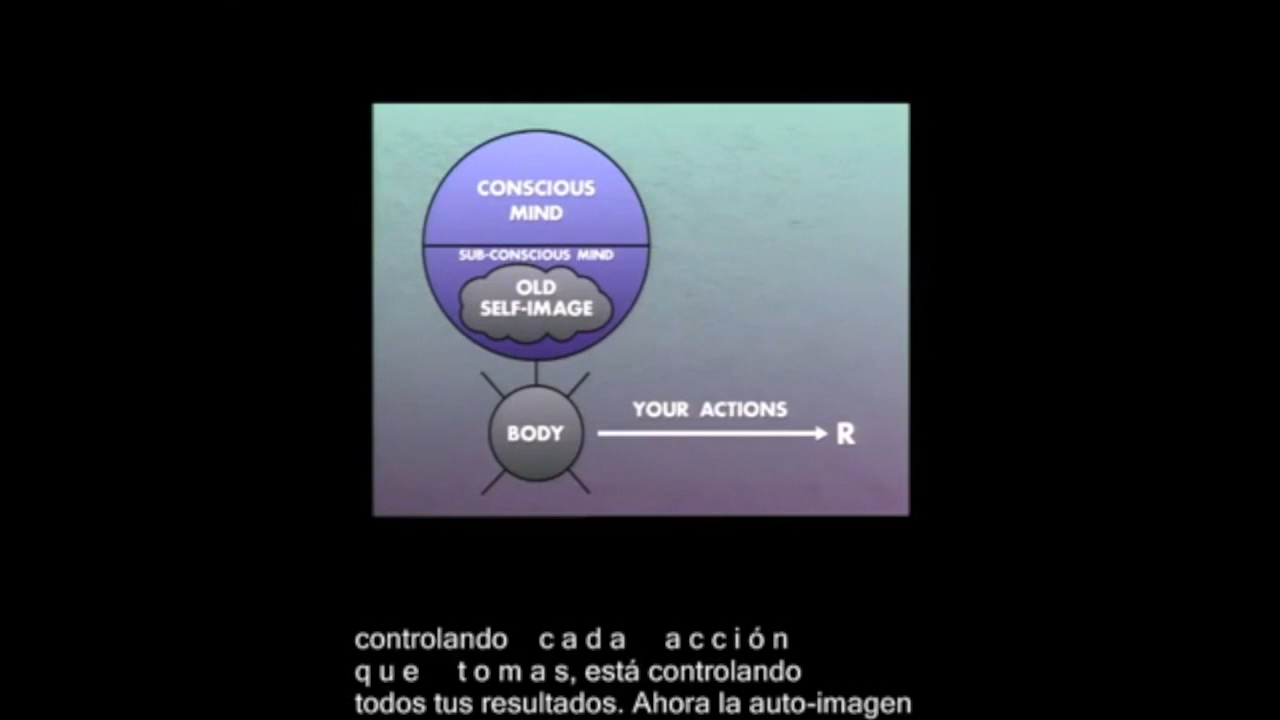 CONSCIOUS
MIND
SUB-CONSCIOUS MIND
OLD
SELF-IMAGE
YOUR ACTIONS
BODY
R
controlando cada acción
que tomas, está controlando
todos tus resultados. Ahora la auto-imagen